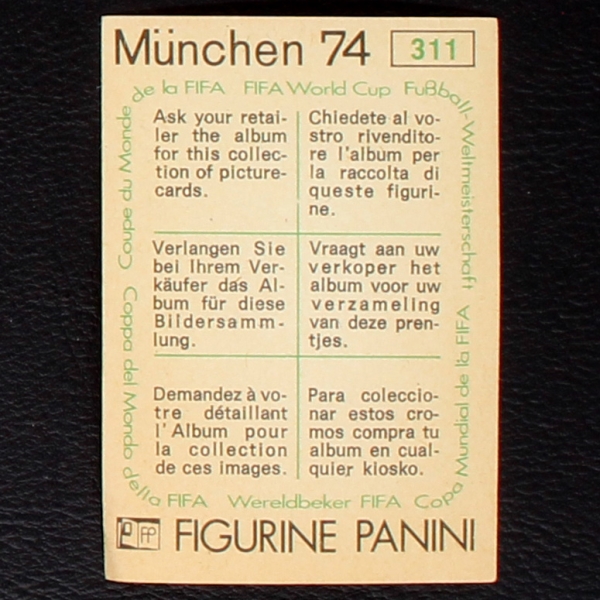 München '74 311
de la FIFA FIFA World Cup Fußball-Weltmeisterschaft
Ask your retai-
ler the album
for this collec-
tion of picture-
cards.
Chiedete al vo-
stro rivendito-
re l'album per
la raccolta di
queste figuri-
ne.
Verlangen Sie
bei Ihrem Ver-
käufer das Al-
bum für diese
Bildersamm-
lung.
Vraagt aan uw
verkoper het
album voor uw
verzameling
van deze pren-
tjes.
Demandez à vo-
tre détaillant
l'Album pour
la collection
de ces images.
Para coleccio-
nar estos cro-
mos compra tu
album en cual-
quier kiosko.
Coupe du Monde
Coppa del Mondo
della FIFA Wereldbeker FIFA Copa Mundial de la FIFA
FP FIGURINE PANINI